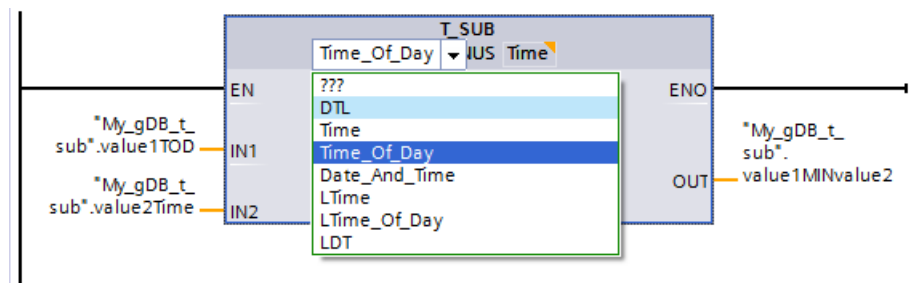 T_SUB
Time_Of_Day NUS Time
EN
???
ENO
DTL
"My_gDB_t_
sub".value1TOD
IN1
Time
Time_Of_Day
"My_gDB_t_
sub".
value1MINvalue2
OUT
Date_And_Time
"My_gDB_t_
sub".value2Time
IN2
LTime
LTime_Of_Day
LDT